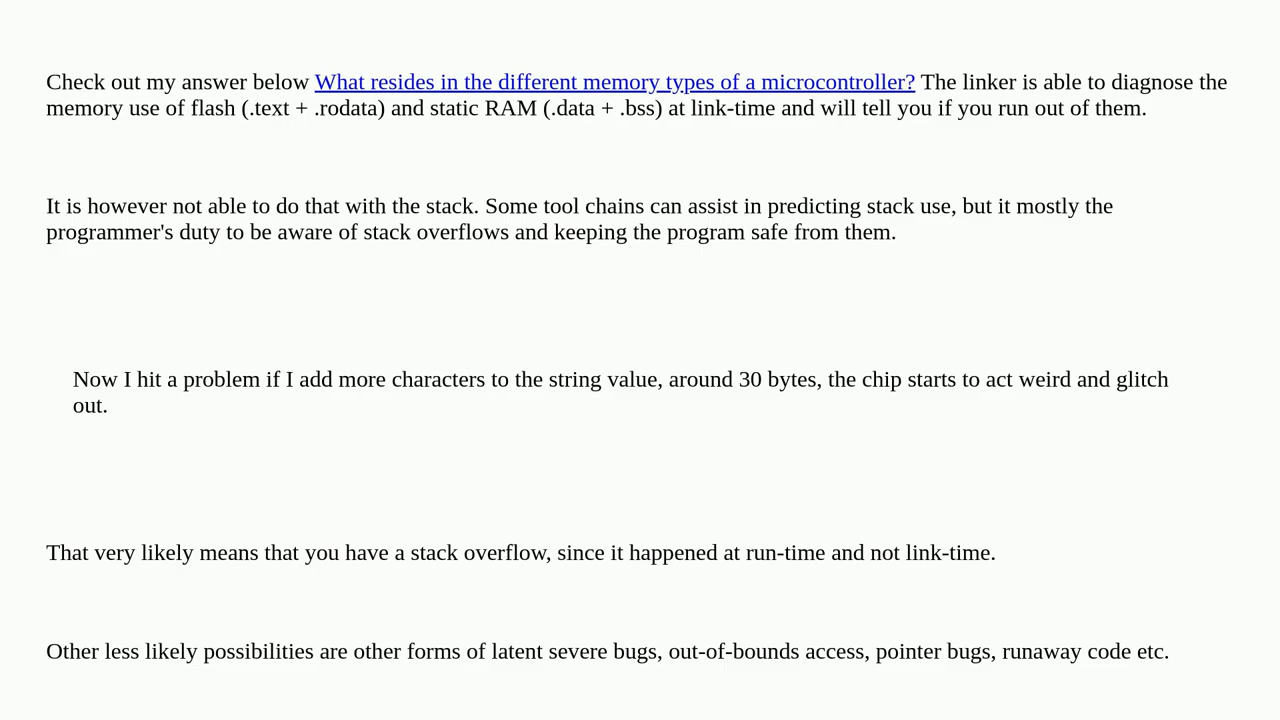 Check out my answer below What resides in the different memory types of a microcontroller? The linker is able to diagnose the
memory use of flash (.text + .rodata) and static RAM (.data + .bss) at link-time and will tell you if you run out of them.
It is however not able to do that with the stack. Some tool chains can assist in predicting stack use, but it mostly the
programmer's duty to be aware of stack overflows and keeping the program safe from them.
Now I hit a problem if I add more characters to the string value, around 30 bytes, the chip starts to act weird and glitch
out.
That very likely means that you have a stack overflow, since it happened at run-time and not link-time.
Other less likely possibilities are other forms of latent severe bugs, out-of-bounds access, pointer bugs, runaway code etc.